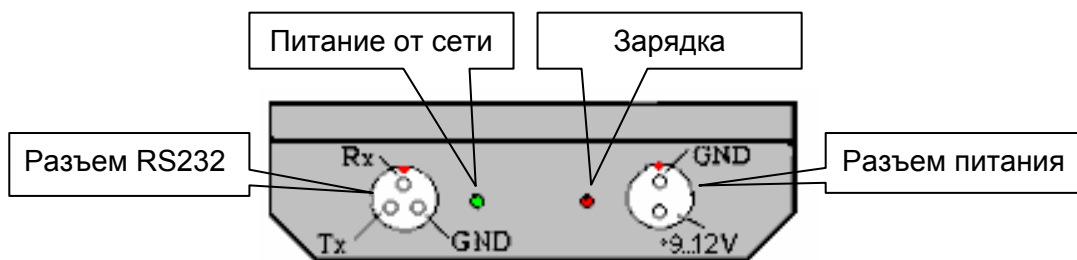 Питание от сети
Зарядка
Разъем RS232
Rx
GND
Разъем питания
Tx
GND
+9..12V